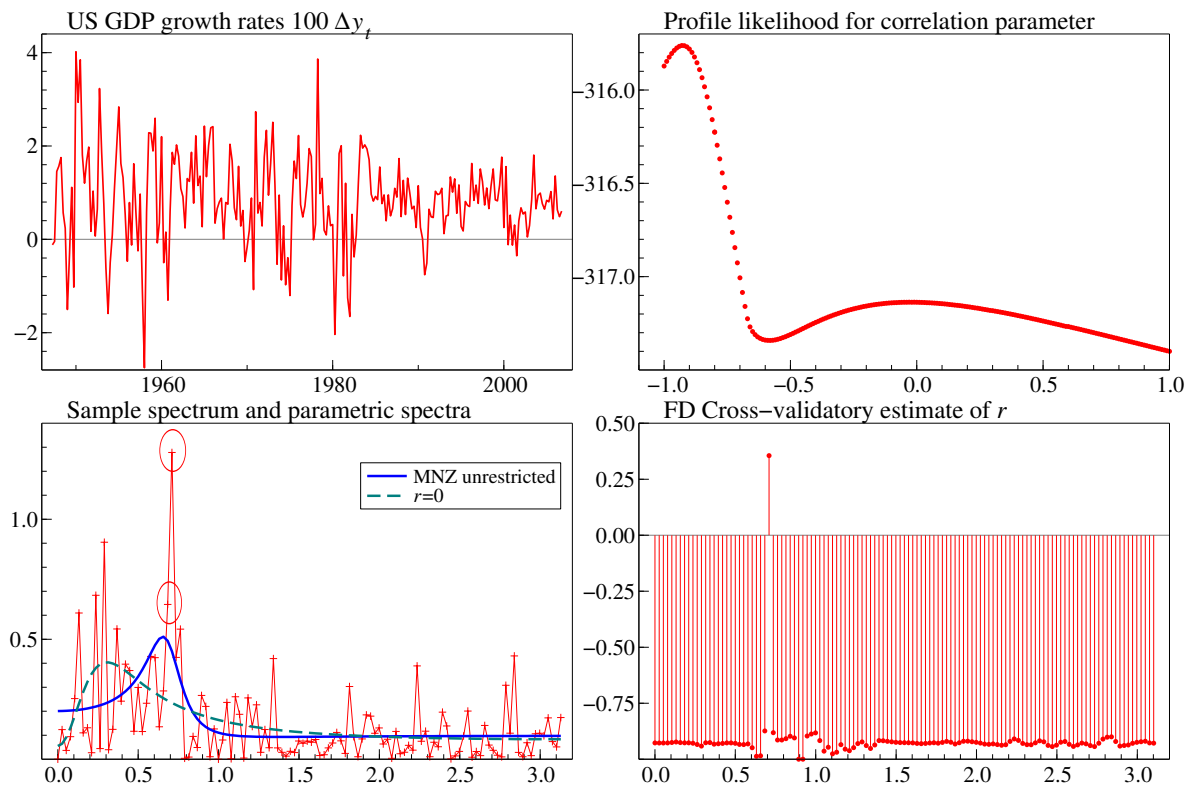 US GDP growth rates 100 Δy_t
4
2
0
−2
1960 1980 2000
Profile likelihood for correlation parameter
−316.0
−316.5
−317.0
−1.0 −0.5 0.0 0.5 1.0
Sample spectrum and parametric spectra
MNZ unrestricted
r=0
1.0
0.5
0.0 0.5 1.0 1.5 2.0 2.5 3.0
FD Cross−validatory estimate of r
0.50
0.25
0.00
−0.25
−0.50
−0.75
0.0 0.5 1.0 1.5 2.0 2.5 3.0